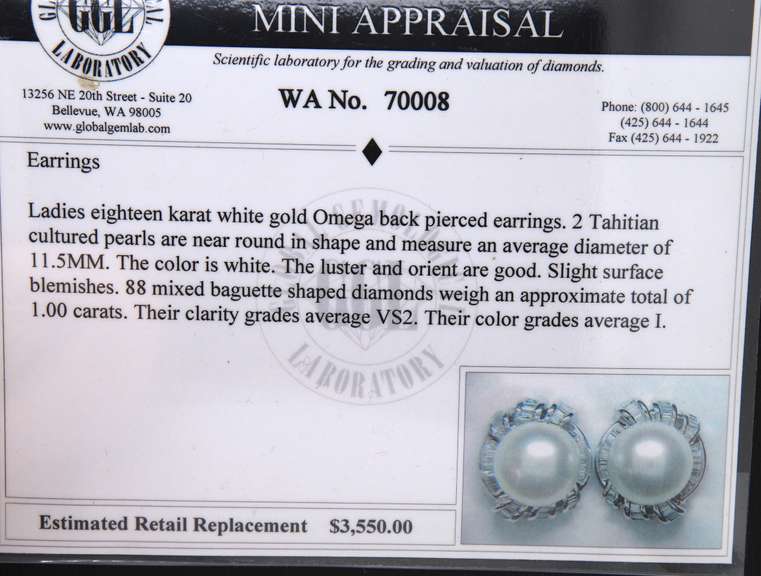 GL
GGL
LABORATORY
MINI APPRAISAL
Scientific laboratory for the grading and valuation of diamonds.
13256 NE 20th Street - Suite 20
Bellevue, WA 98005
www.globalgemlab.com
WA No. 70008
Phone: (800) 644 - 1645
(425) 644 - 1644
Fax (425) 644 - 1922
Earrings
Ladies eighteen karat white gold Omega back pierced earrings. 2 Tahitian
cultured pearls are near round in shape and measure an average diameter of
11.5MM. The color is white. The luster and orient are good. Slight surface
blemishes. 88 mixed baguette shaped diamonds weigh an approximate total of
1.00 carats. Their clarity grades average VS2. Their color grades average I.
GLOBAL GEMOLOGICAL
GGL
LABORATORY
Estimated Retail Replacement $3,550.00